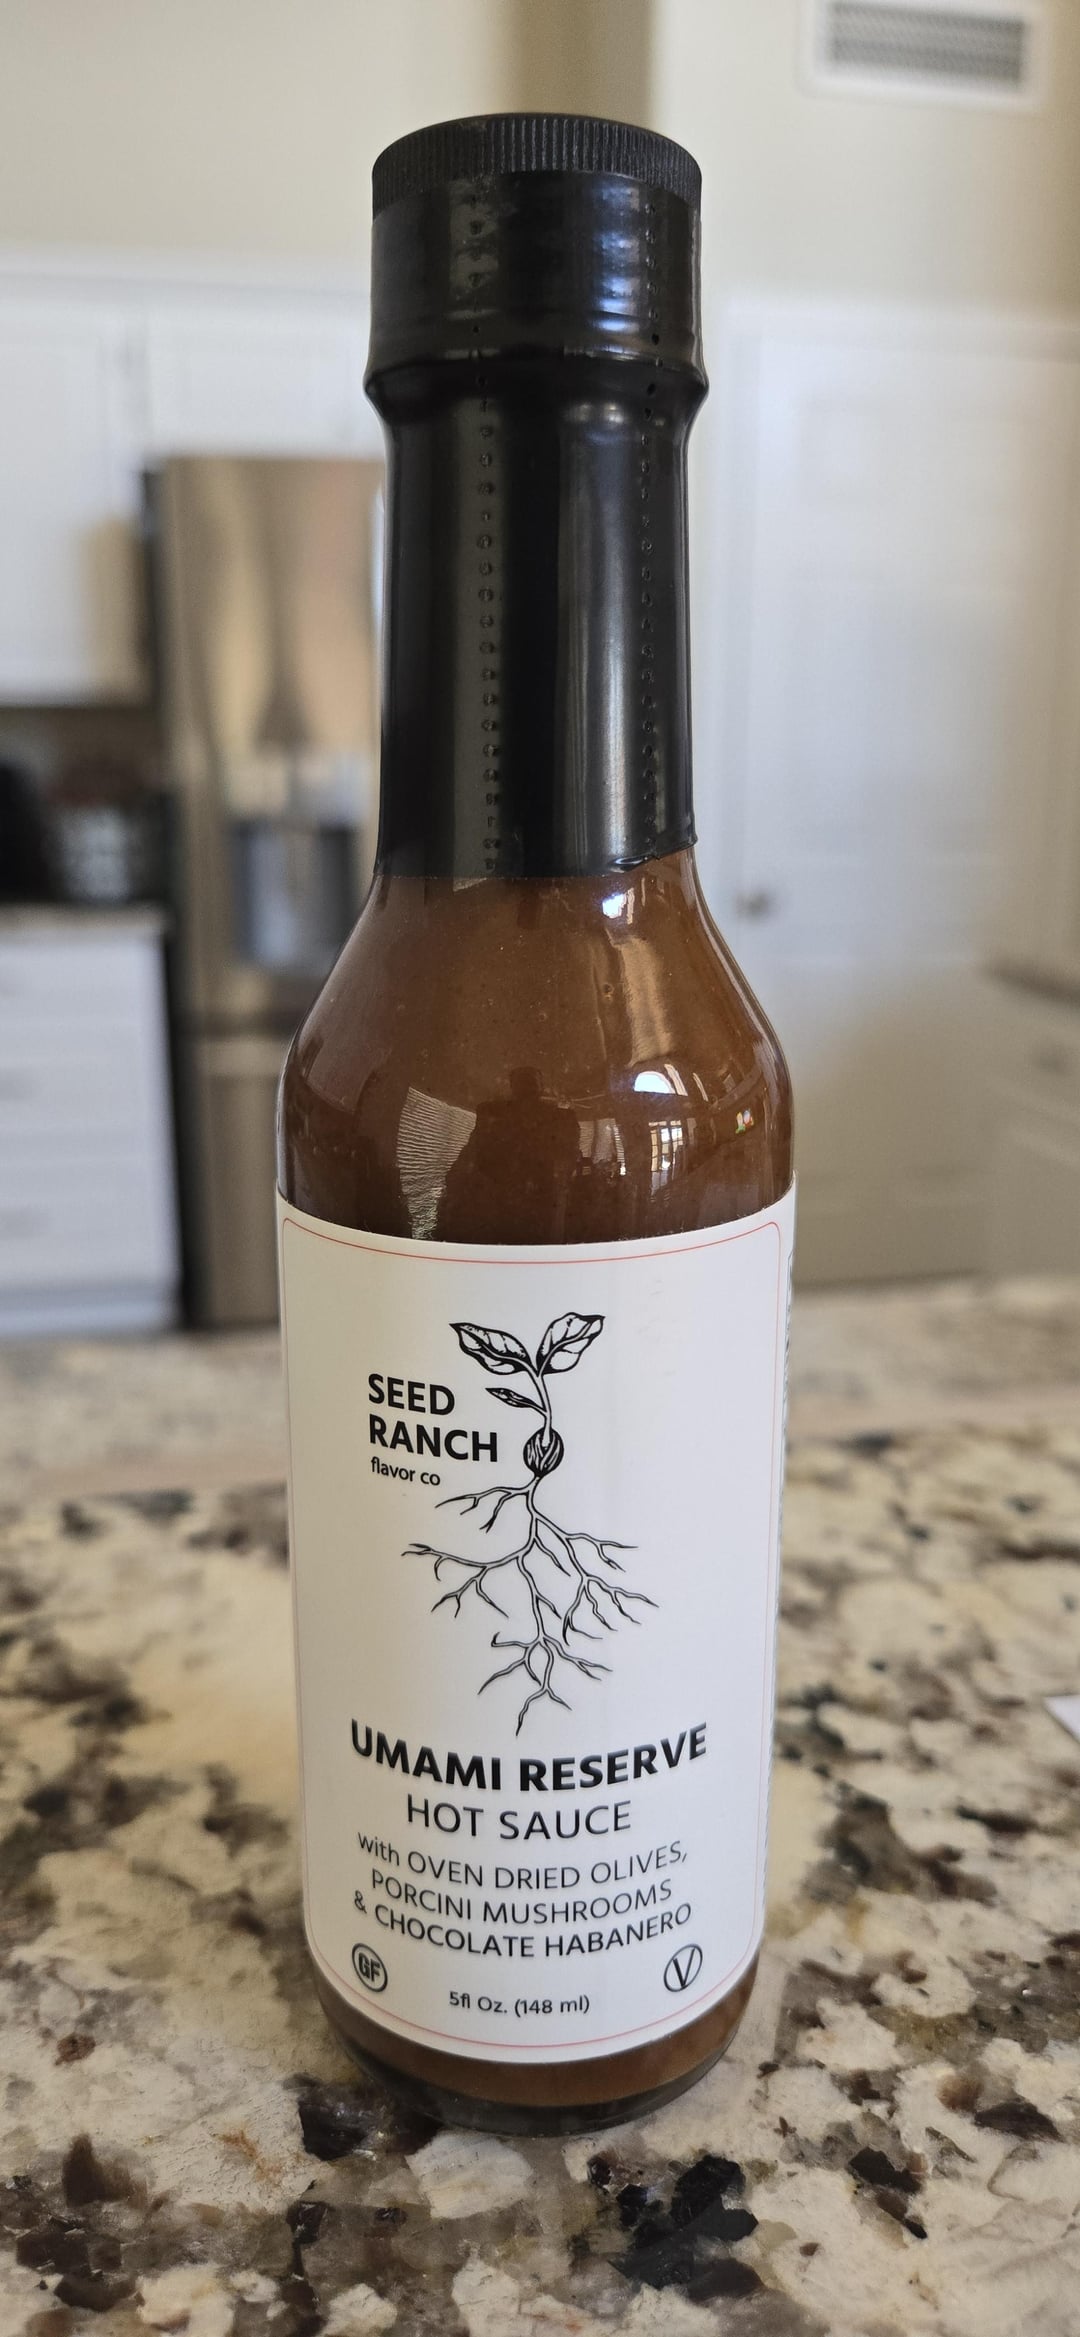 SEED
RANCH
flavor co
UMAMI RESERVE
HOT SAUCE
with OVEN DRIED OLIVES,
PORCINI MUSHROOMS
& CHOCOLATE HABANERO
GF
V
5fl Oz. (148 ml)